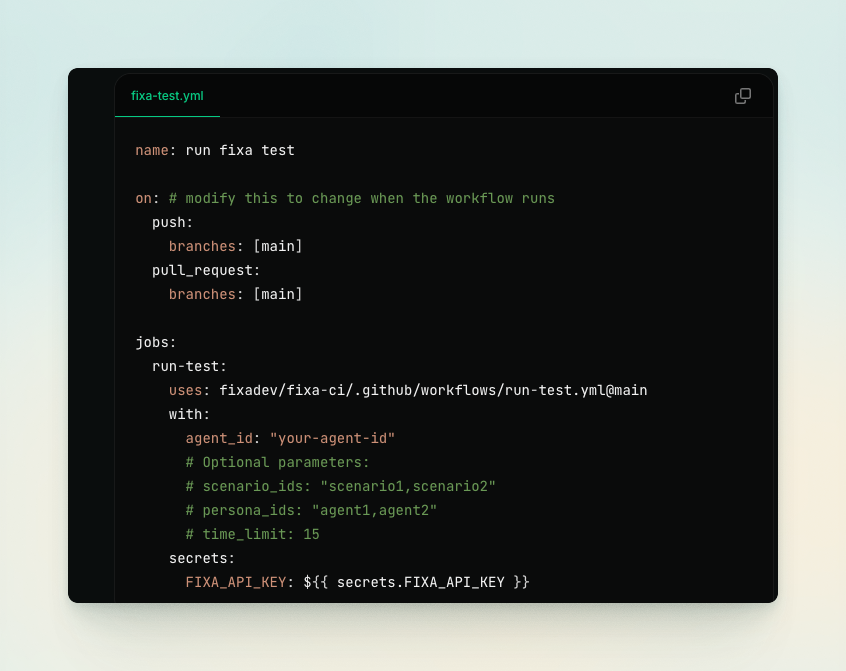 fixa-test.yml
name: run fixa test
on: # modify this to change when the workflow runs
  push:
    branches: [main]
  pull_request:
    branches: [main]
jobs:
  run-test:
    uses: fixadev/fixa-ci/.github/workflows/run-test.yml@main
    with:
      agent_id: "your-agent-id"
      # Optional parameters:
      # scenario_ids: "scenario1,scenario2"
      # persona_ids: "agent1,agent2"
      # time_limit: 15
    secrets:
      FIXA_API_KEY: ${{ secrets.FIXA_API_KEY }}